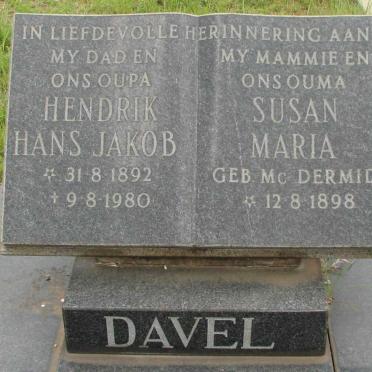 IN LIEFDEVOLLE HERINNERING AAN
MY DAD EN
ONS OUPA
HENDRIK
HANS JAKOB
* 31·8·1892
† 9·8·1980
MY MAMMIE EN
ONS OUMA
SUSAN
MARIA
GEB Mc DERMID
* 12·8·1898
DAVEL